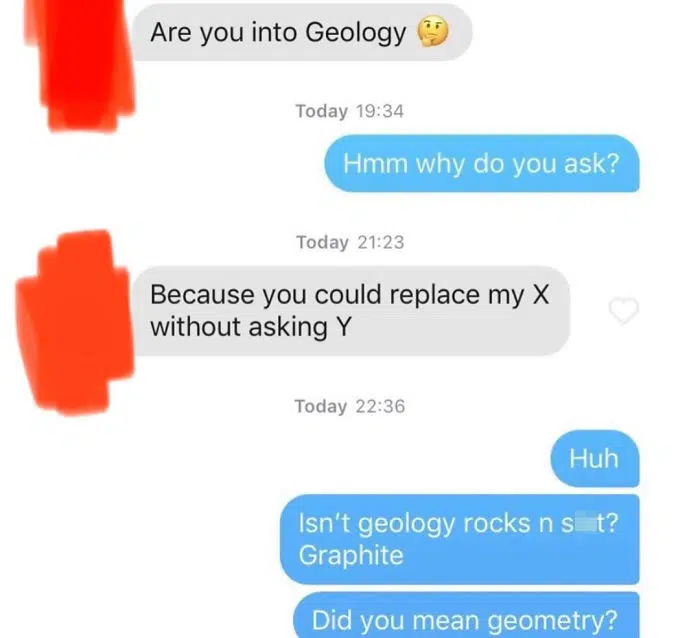 Are you into Geology 🤔
Today 19:34
Hmm why do you ask?
Today 21:23
Because you could replace my X
without asking Y
Today 22:36
Huh
Isn't geology rocks n s t?
Graphite
Did you mean geometry?